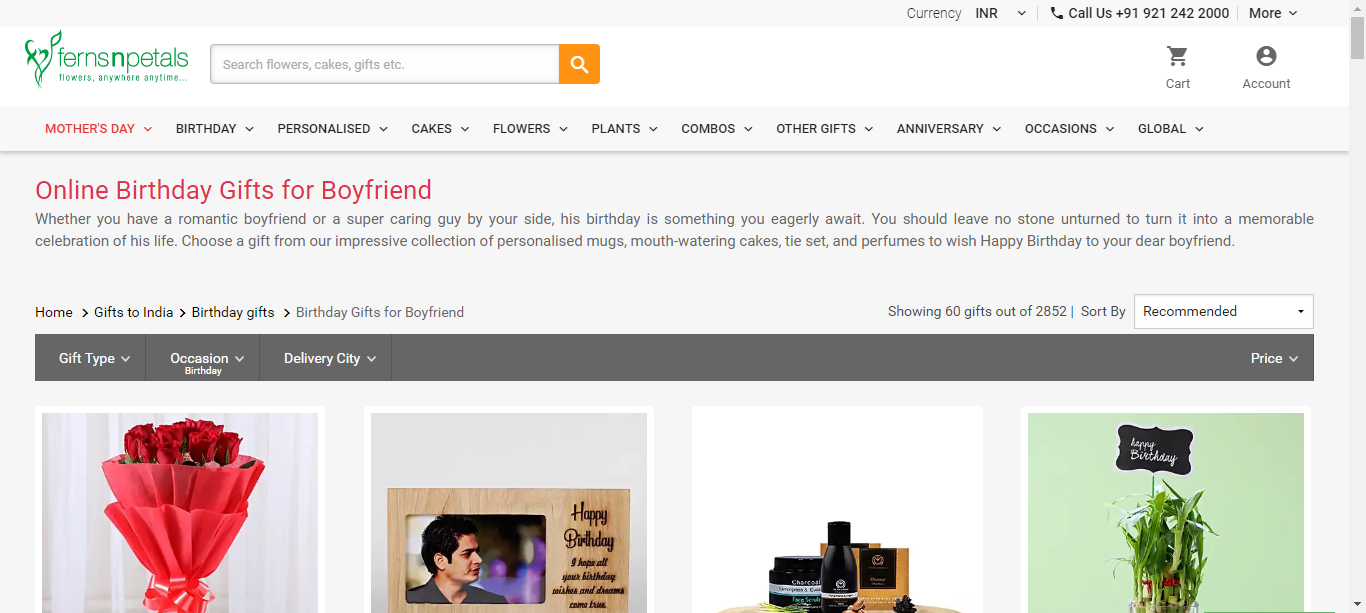 Currency INR Call Us +91 921 242 2000 More
fernsnpetals
flowers, anywhere anytime...
Search flowers, cakes, gifts etc.
Cart Account
MOTHER'S DAY BIRTHDAY PERSONALISED CAKES FLOWERS PLANTS COMBOS OTHER GIFTS ANNIVERSARY OCCASIONS GLOBAL
Online Birthday Gifts for Boyfriend
Whether you have a romantic boyfriend or a super caring guy by your side, his birthday is something you eagerly await. You should leave no stone unturned to turn it into a memorable
celebration of his life. Choose a gift from our impressive collection of personalised mugs, mouth-watering cakes, tie set, and perfumes to wish Happy Birthday to your dear boyfriend.
Home > Gifts to India > Birthday gifts > Birthday Gifts for Boyfriend
Showing 60 gifts out of 2852 | Sort By Recommended
Gift Type Occasion Delivery City Price
Birthday
Happy
Birthday
I hope all
your birthday
wishes and dreams
come true.
Charcoal
Face Scrub
happy
Birthday